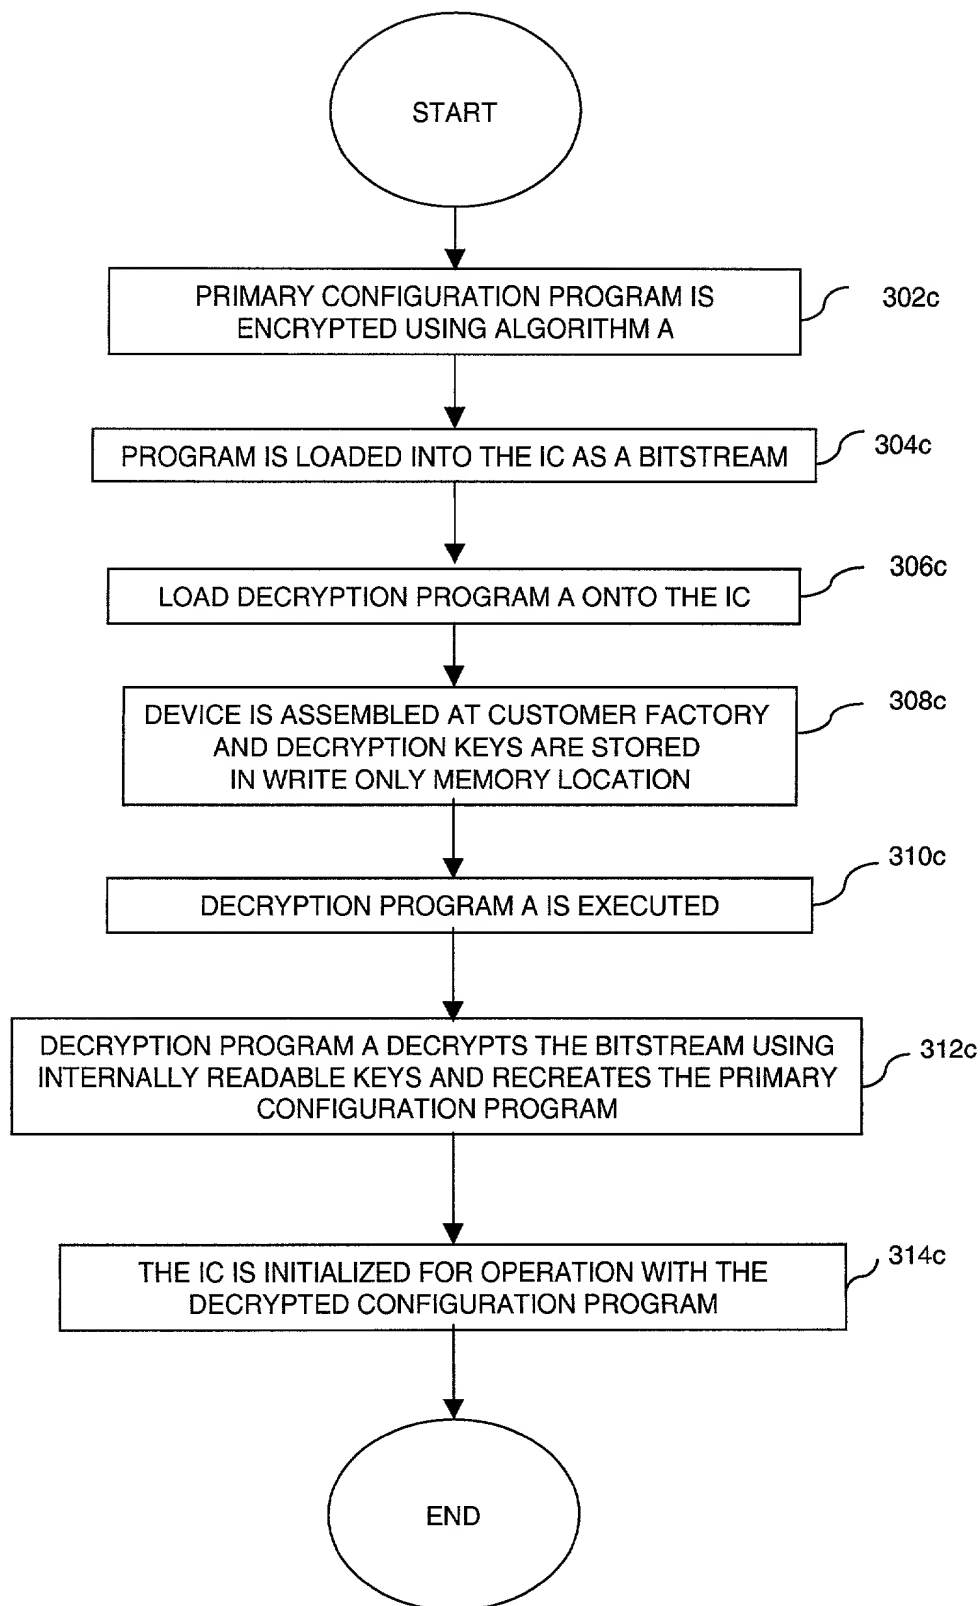 START
PRIMARY CONFIGURATION PROGRAM IS
ENCRYPTED USING ALGORITHM A
302c
PROGRAM IS LOADED INTO THE IC AS A BITSTREAM
304c
LOAD DECRYPTION PROGRAM A ONTO THE IC
306c
DEVICE IS ASSEMBLED AT CUSTOMER FACTORY
AND DECRYPTION KEYS ARE STORED
IN WRITE ONLY MEMORY LOCATION
308c
DECRYPTION PROGRAM A IS EXECUTED
310c
DECRYPTION PROGRAM A DECRYPTS THE BITSTREAM USING
INTERNALLY READABLE KEYS AND RECREATES THE PRIMARY
CONFIGURATION PROGRAM
312c
THE IC IS INITIALIZED FOR OPERATION WITH THE
DECRYPTED CONFIGURATION PROGRAM
314c
END